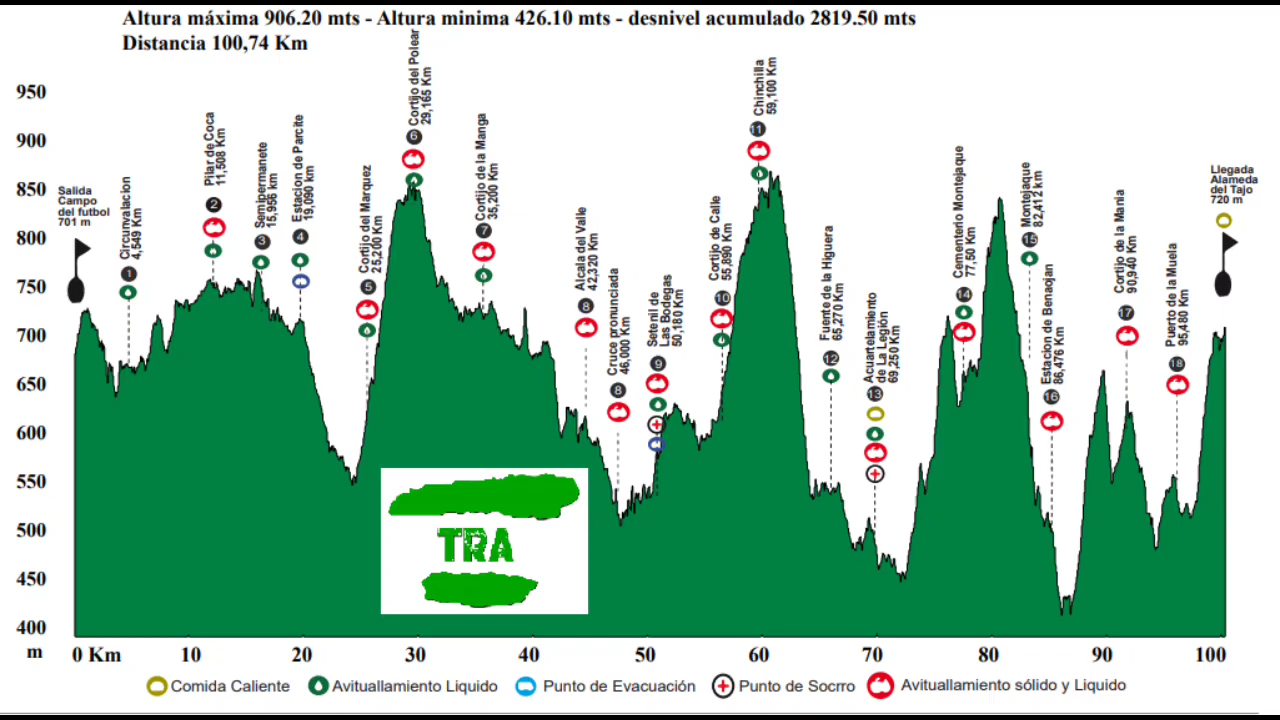 Altura máxima 906.20 mts - Altura minima 426.10 mts - desnivel acumulado 2819.50 mts
Distancia 100,74 Km
950
900
850
800
750
700
650
600
550
500
450
400
m
Salida
Campo
del futbol
701 m
Circunvalacion
4,549 Km
1
Pilar de Coca
11,508 Km
2
Semipermanete
15,956 km
3
Estacion de Parcite
19,090 km
4
Cortijo del Marquez
25,200 Km
5
Cortijo del Polear
29,165 Km
6
Cortijo de la Manga
35,200 Km
7
Alcala del Valle
42,320 Km
8
Cruce pronunciada
46,000 Km
8
Setenil de
Las Bodegas
50,180 Km
9
Cortijo de Calle
55,890 Km
10
Chinchilla
59,100 Km
11
Fuente de la Higuera
65,270 Km
12
Acuartelamiento
de La Legión
69,250 Km
13
Cementerio Montejaque
77,50 Km
14
Montejaque
82,412 km
15
Estacion de Benaojan
86,476 Km
16
Cortijo de la Mania
90,940 Km
17
Puerto de la Muela
95,480 Km
18
Llegada
Alameda
del Tajo
720 m
TRA
0 Km 10 20 30 40 50 60 70 80 90 100
Comida Caliente Avituallamiento Liquido Punto de Evacuación Punto de Socrro Avituallamiento sólido y Liquido